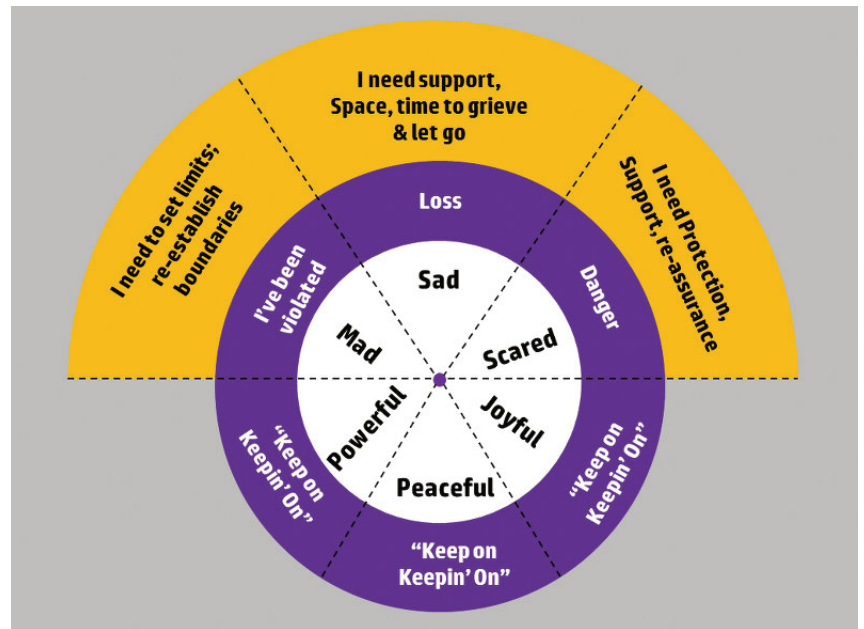 I need support,
Space, time to grieve
& let go
I need to set limits;
re-establish
boundaries
I need Protection,
Support, re-assurance
Loss
I've been
violated
Danger
Sad
Mad
Scared
Powerful
Joyful
Peaceful
“Keep on
Keepin’ On”
“Keep on
Keepin’ On”
“Keep on
Keepin’ On”